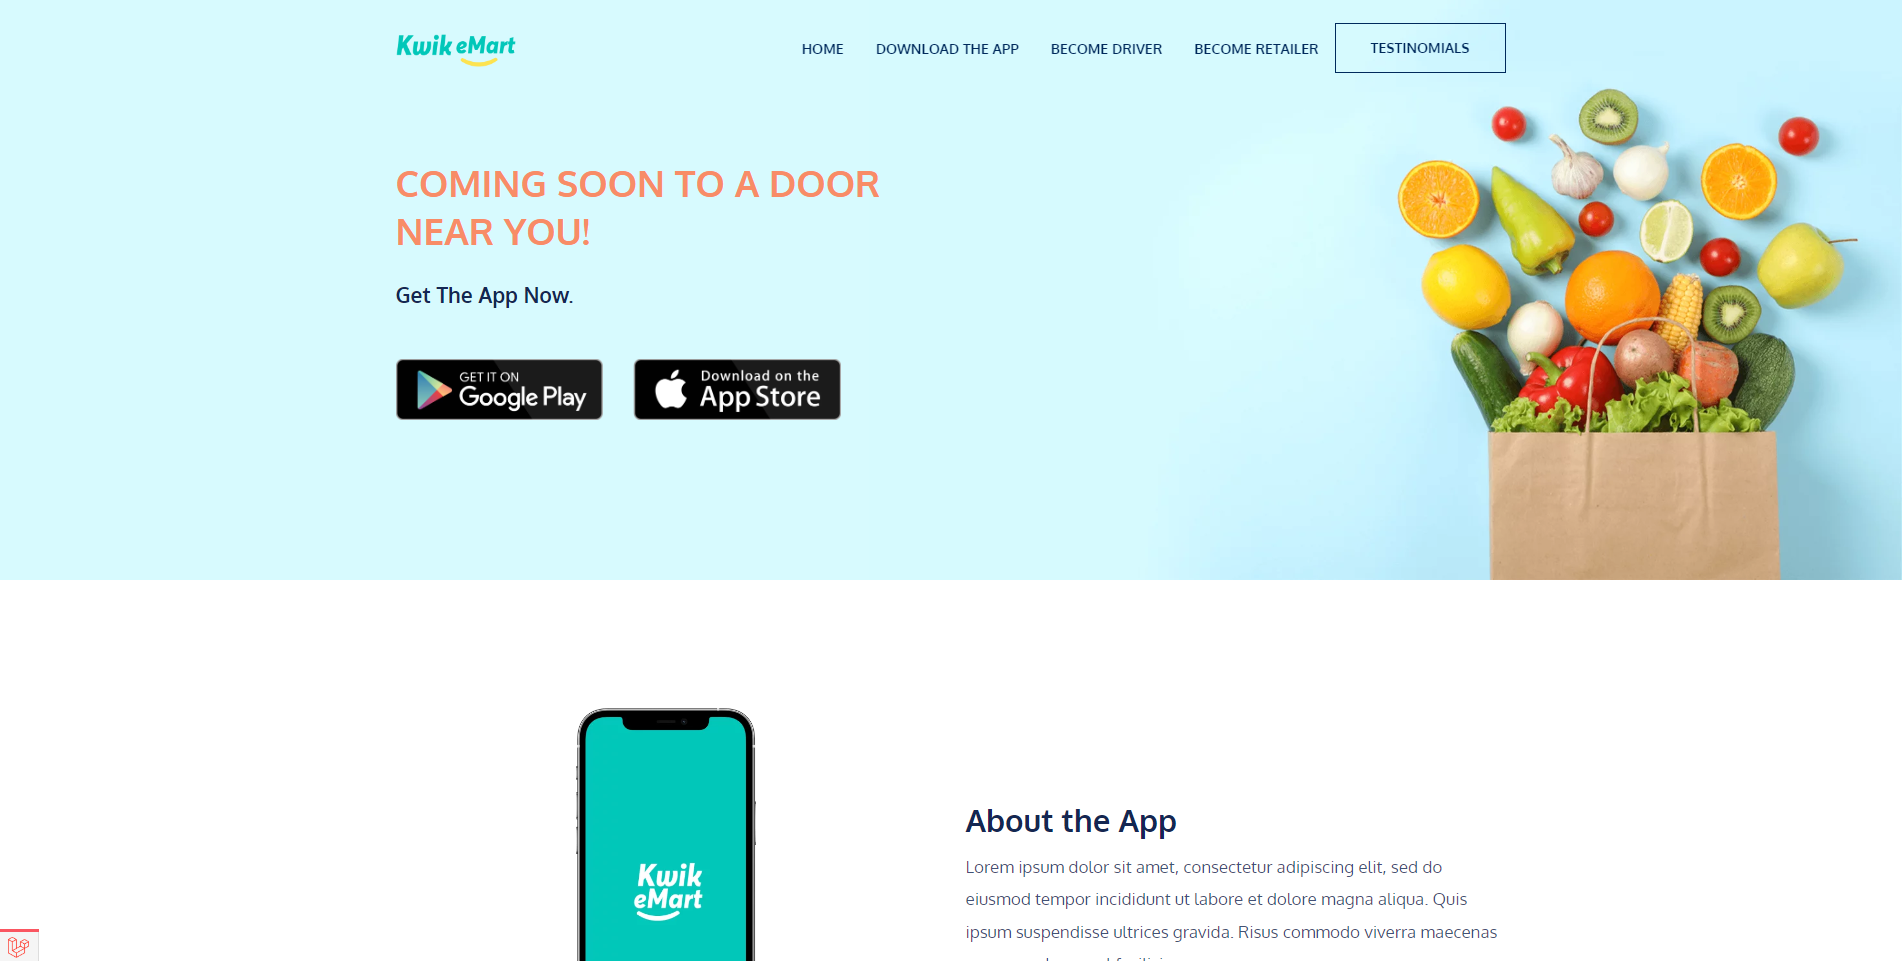 Kwik eMart
HOME
DOWNLOAD THE APP
BECOME DRIVER
BECOME RETAILER
TESTINOMIALS
COMING SOON TO A DOOR
NEAR YOU!
Get The App Now.
GET IT ON
Google Play
Download on the
App Store
Kwik
eMart
About the App
Lorem ipsum dolor sit amet, consectetur adipiscing elit, sed do
eiusmod tempor incididunt ut labore et dolore magna aliqua. Quis
ipsum suspendisse ultrices gravida. Risus commodo viverra maecenas